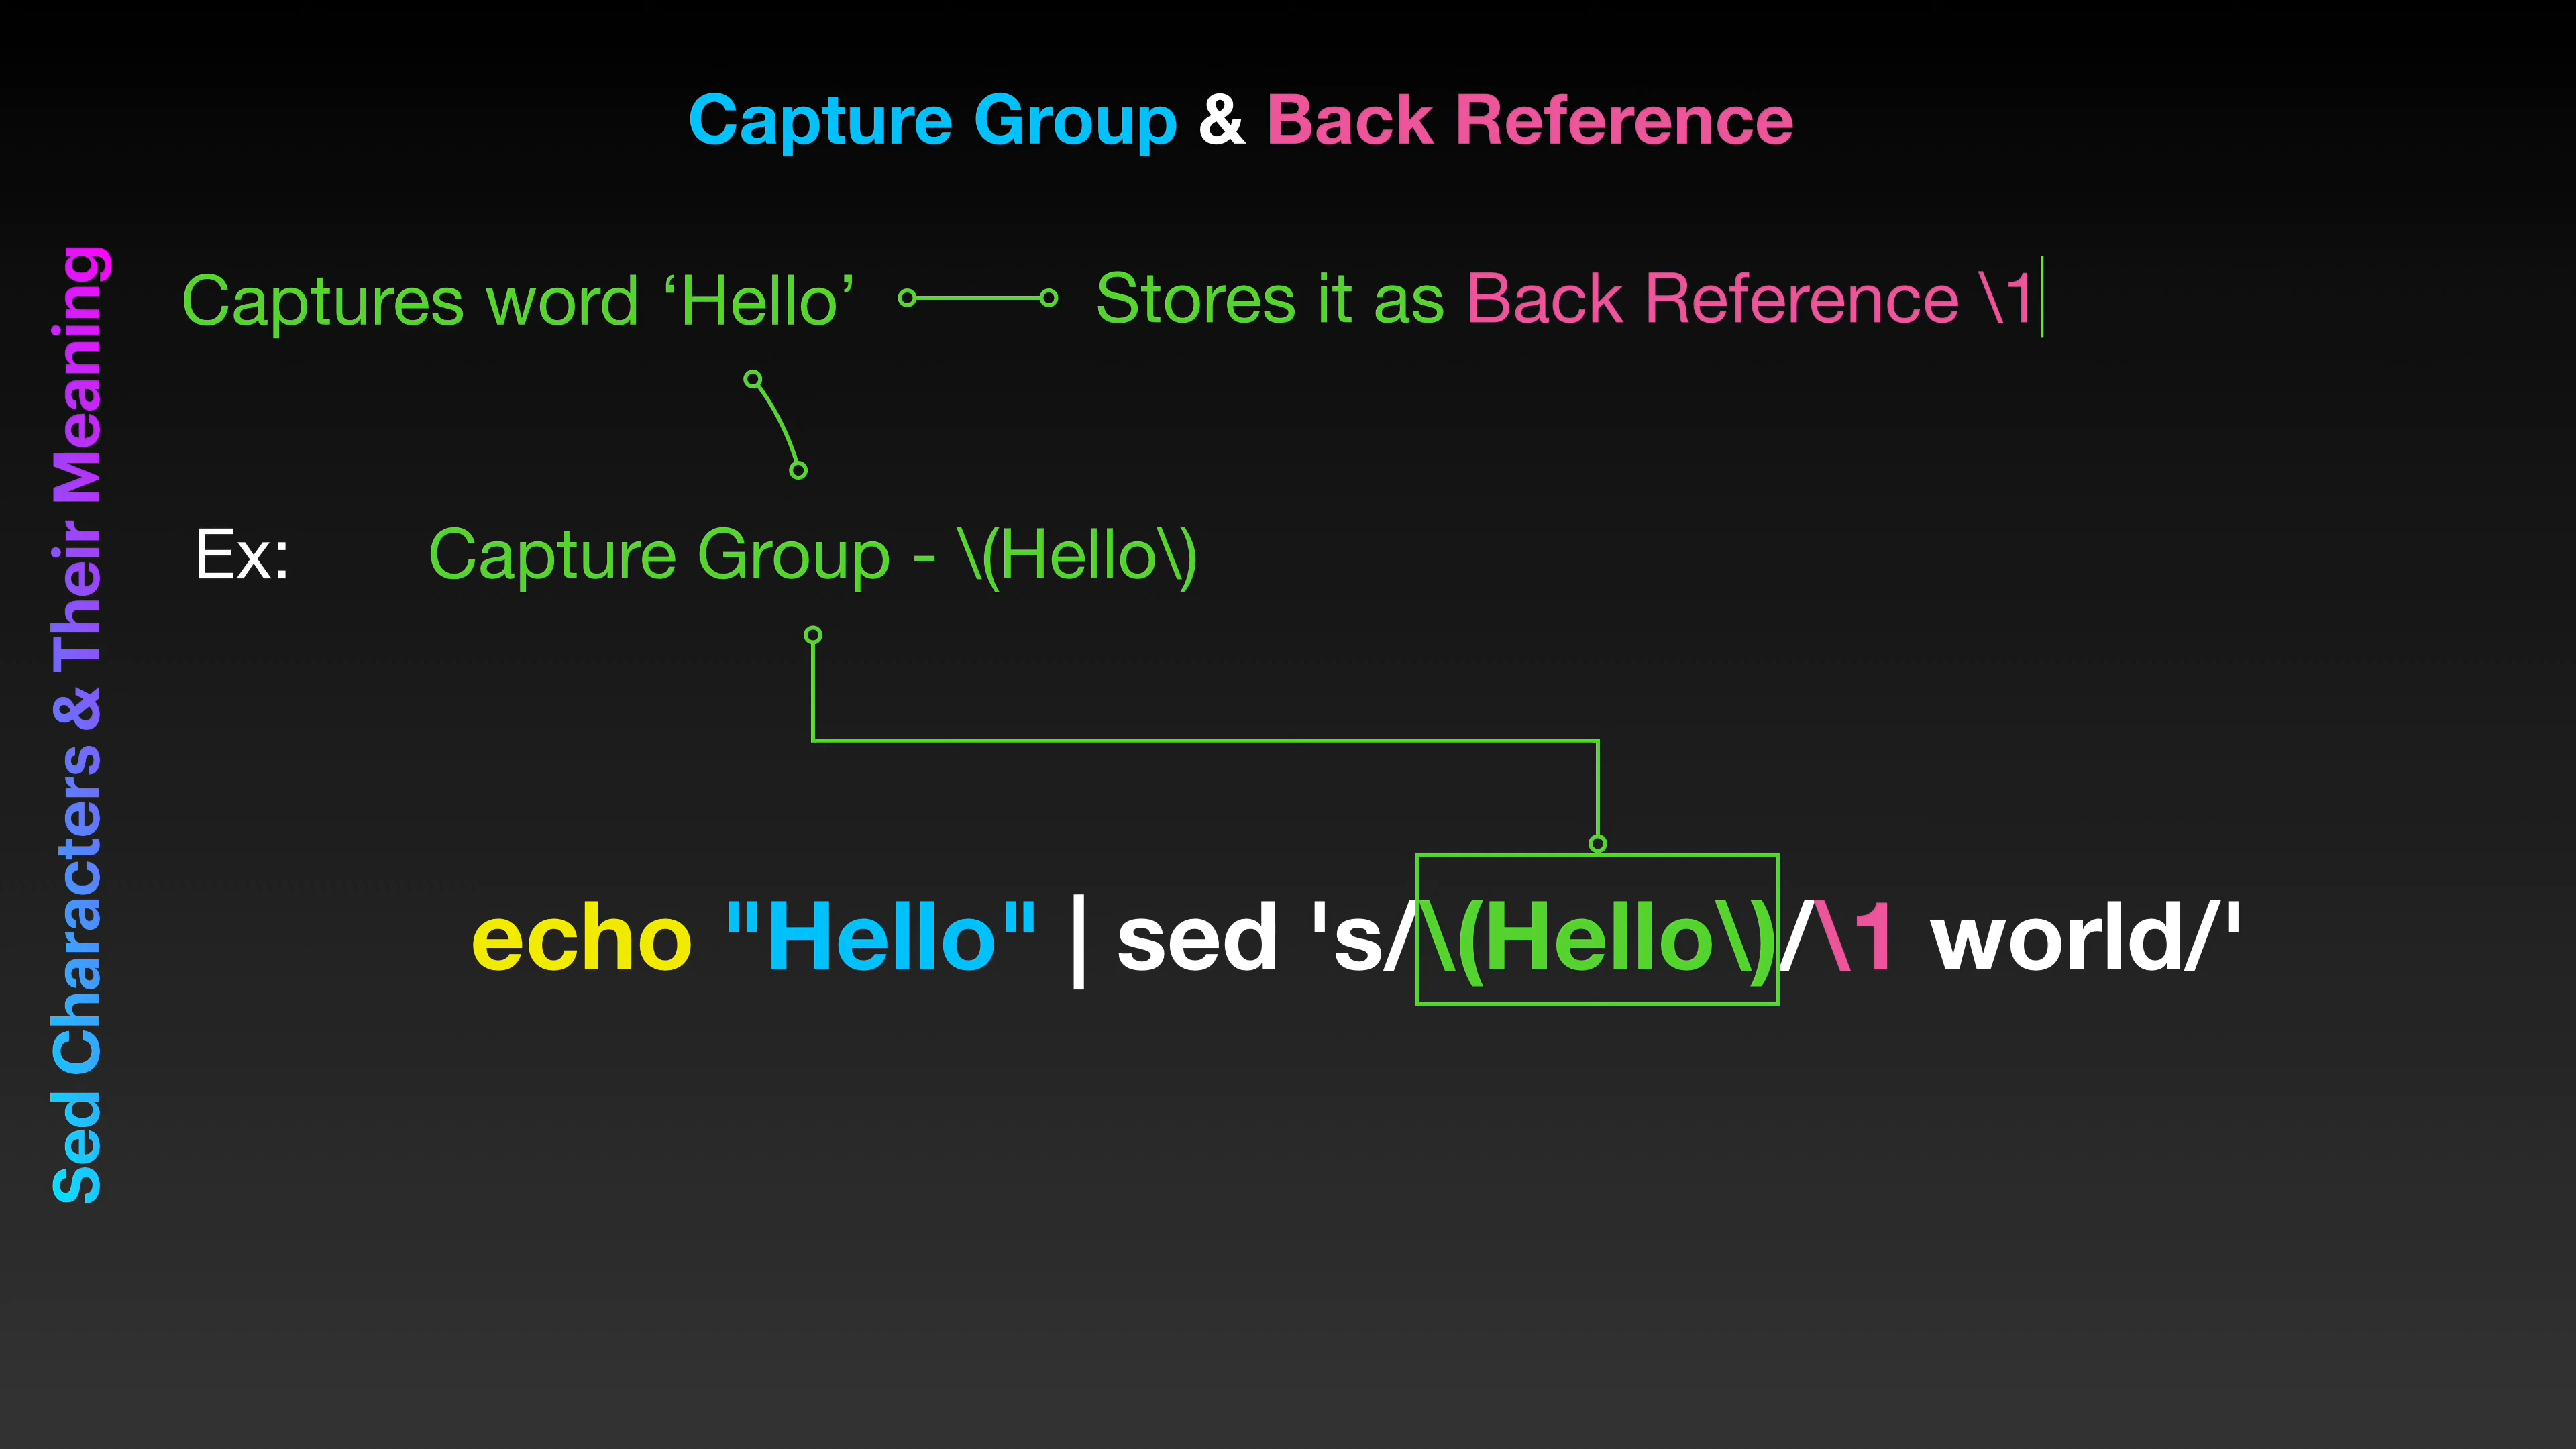 Capture Group & Back Reference
Sed Characters & Their Meaning
Captures word ‘Hello’ Stores it as Back Reference \1
Ex: Capture Group - \(Hello\)
echo "Hello" | sed 's/\(Hello\)/\1 world/'